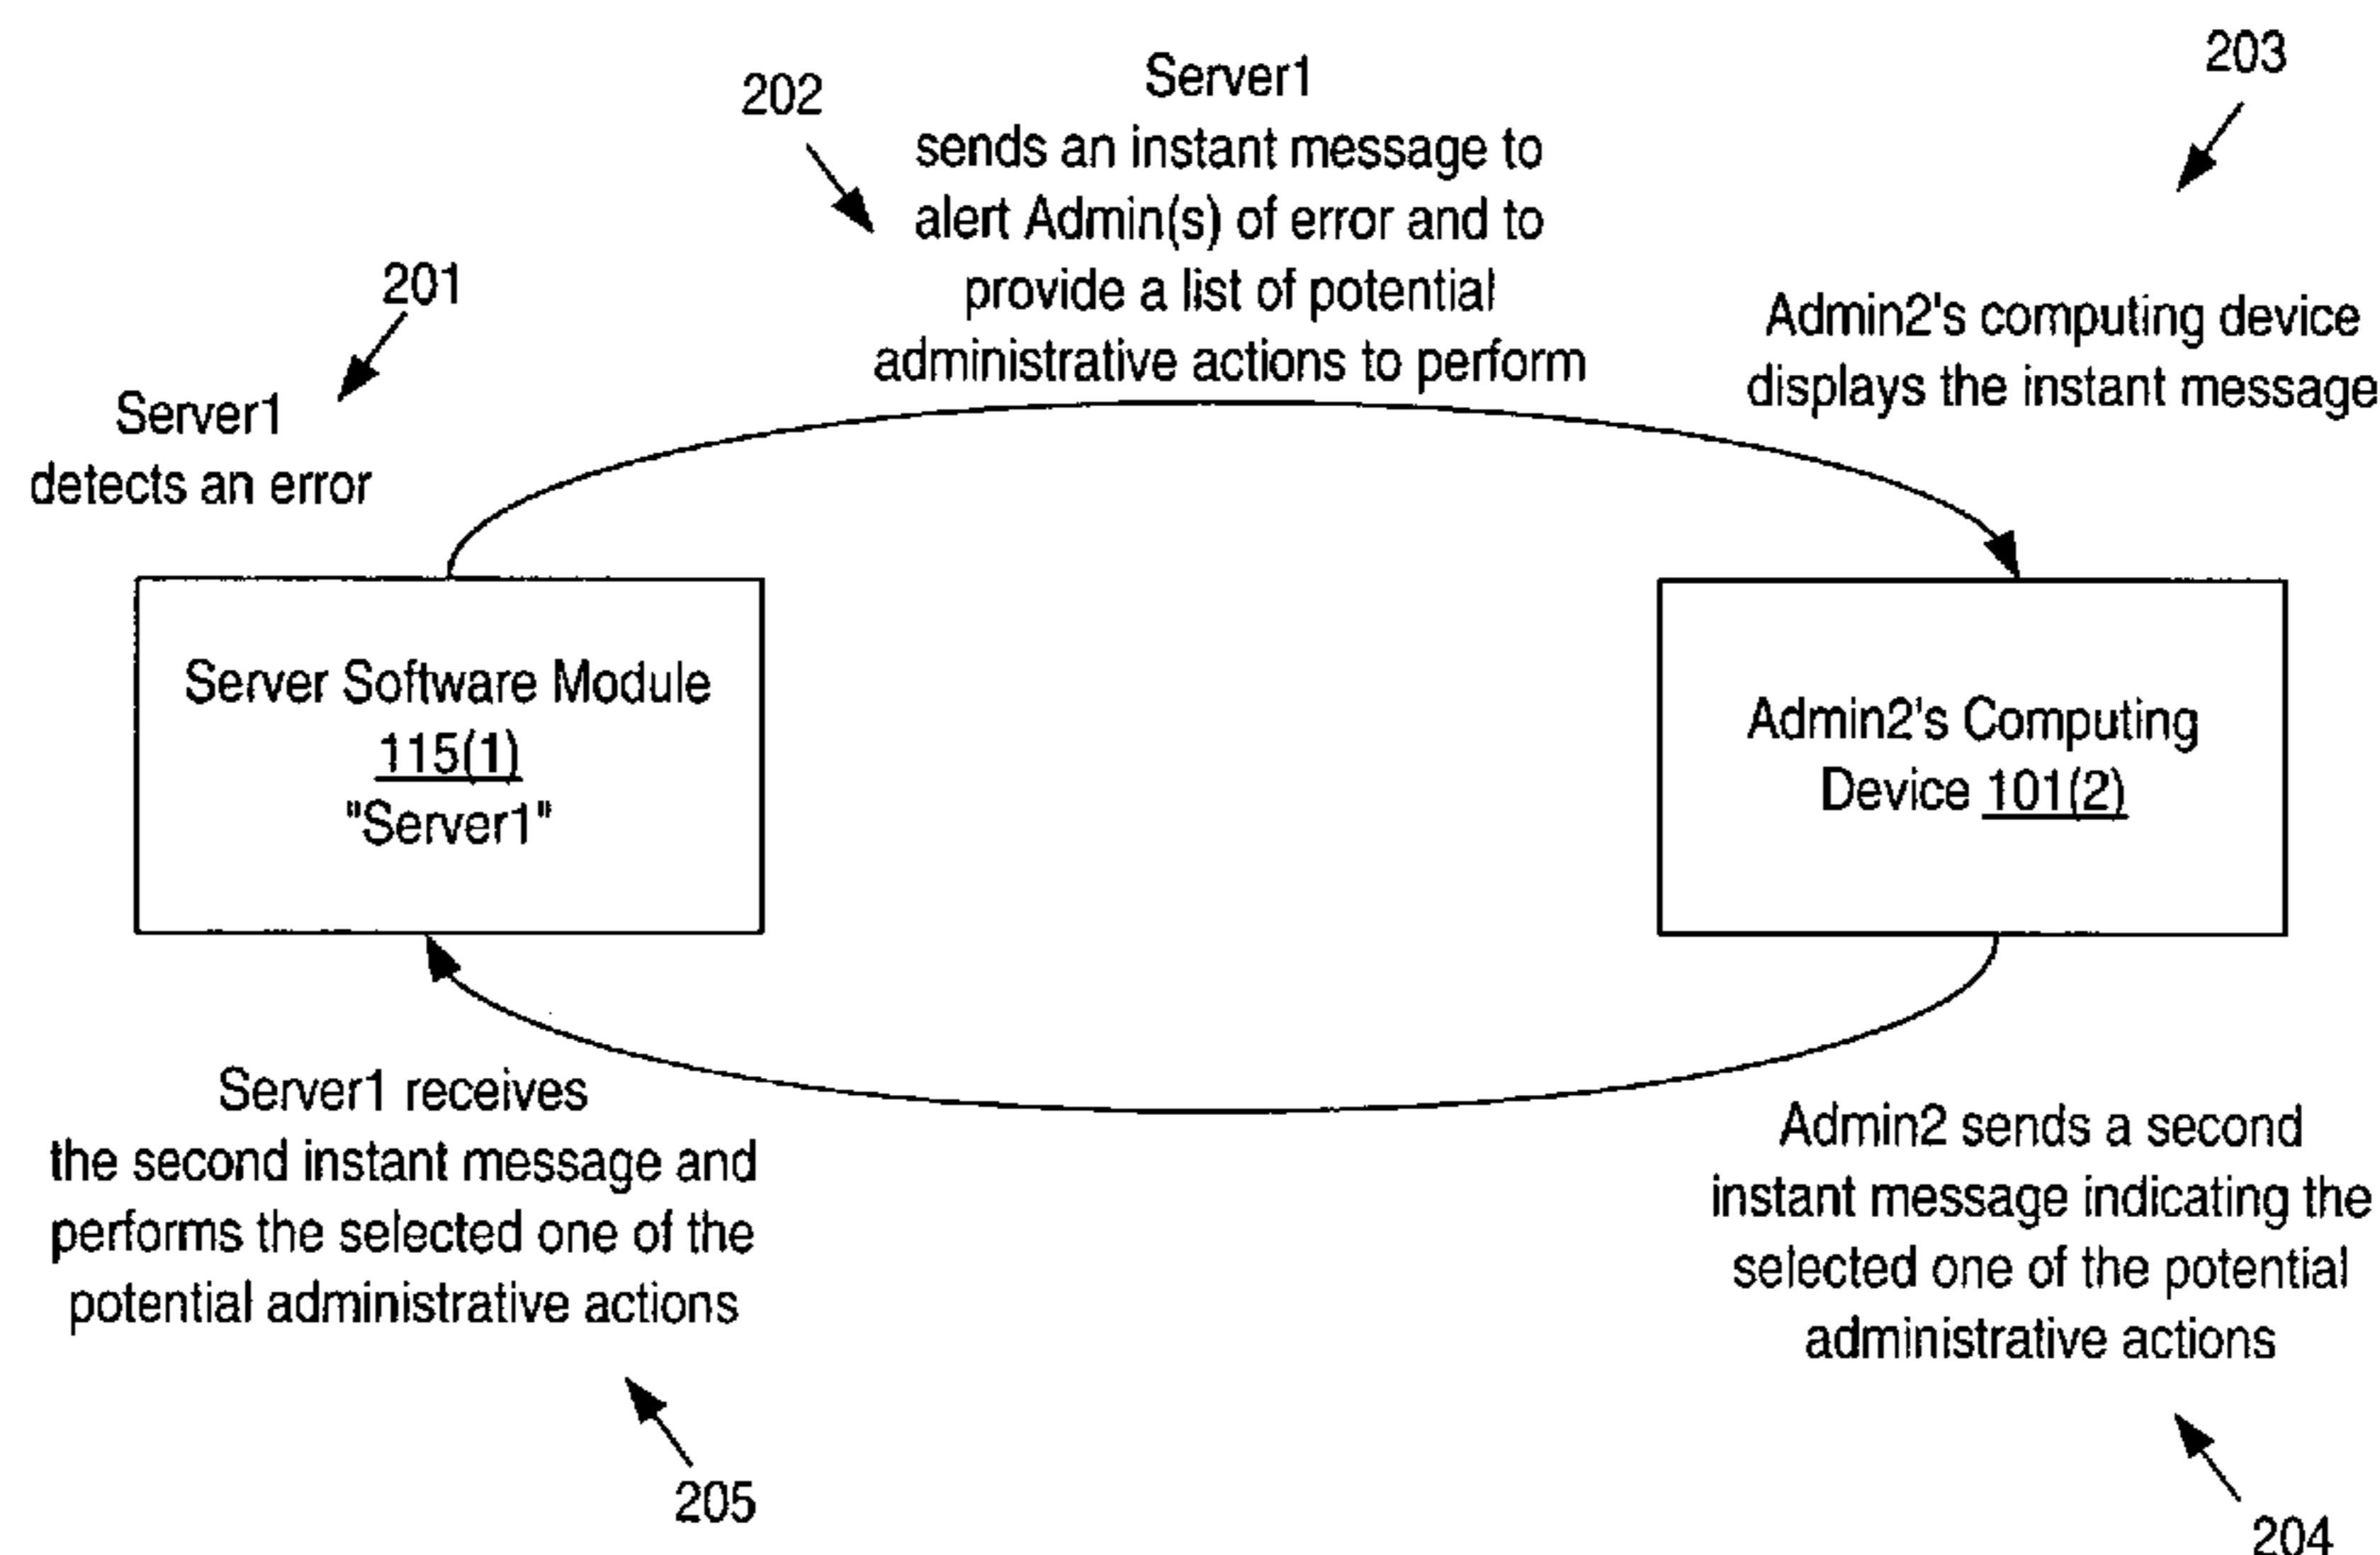 203
202
Server1
sends an instant message to
alert Admin(s) of error and to
provide a list of potential
administrative actions to perform
201
Server1
detects an error
Admin2's computing device
displays the instant message
Server Software Module
115(1)
"Server1"
Admin2's Computing
Device 101(2)
Server1 receives
the second instant message and
performs the selected one of the
potential administrative actions
205
Admin2 sends a second
instant message indicating the
selected one of the potential
administrative actions
204